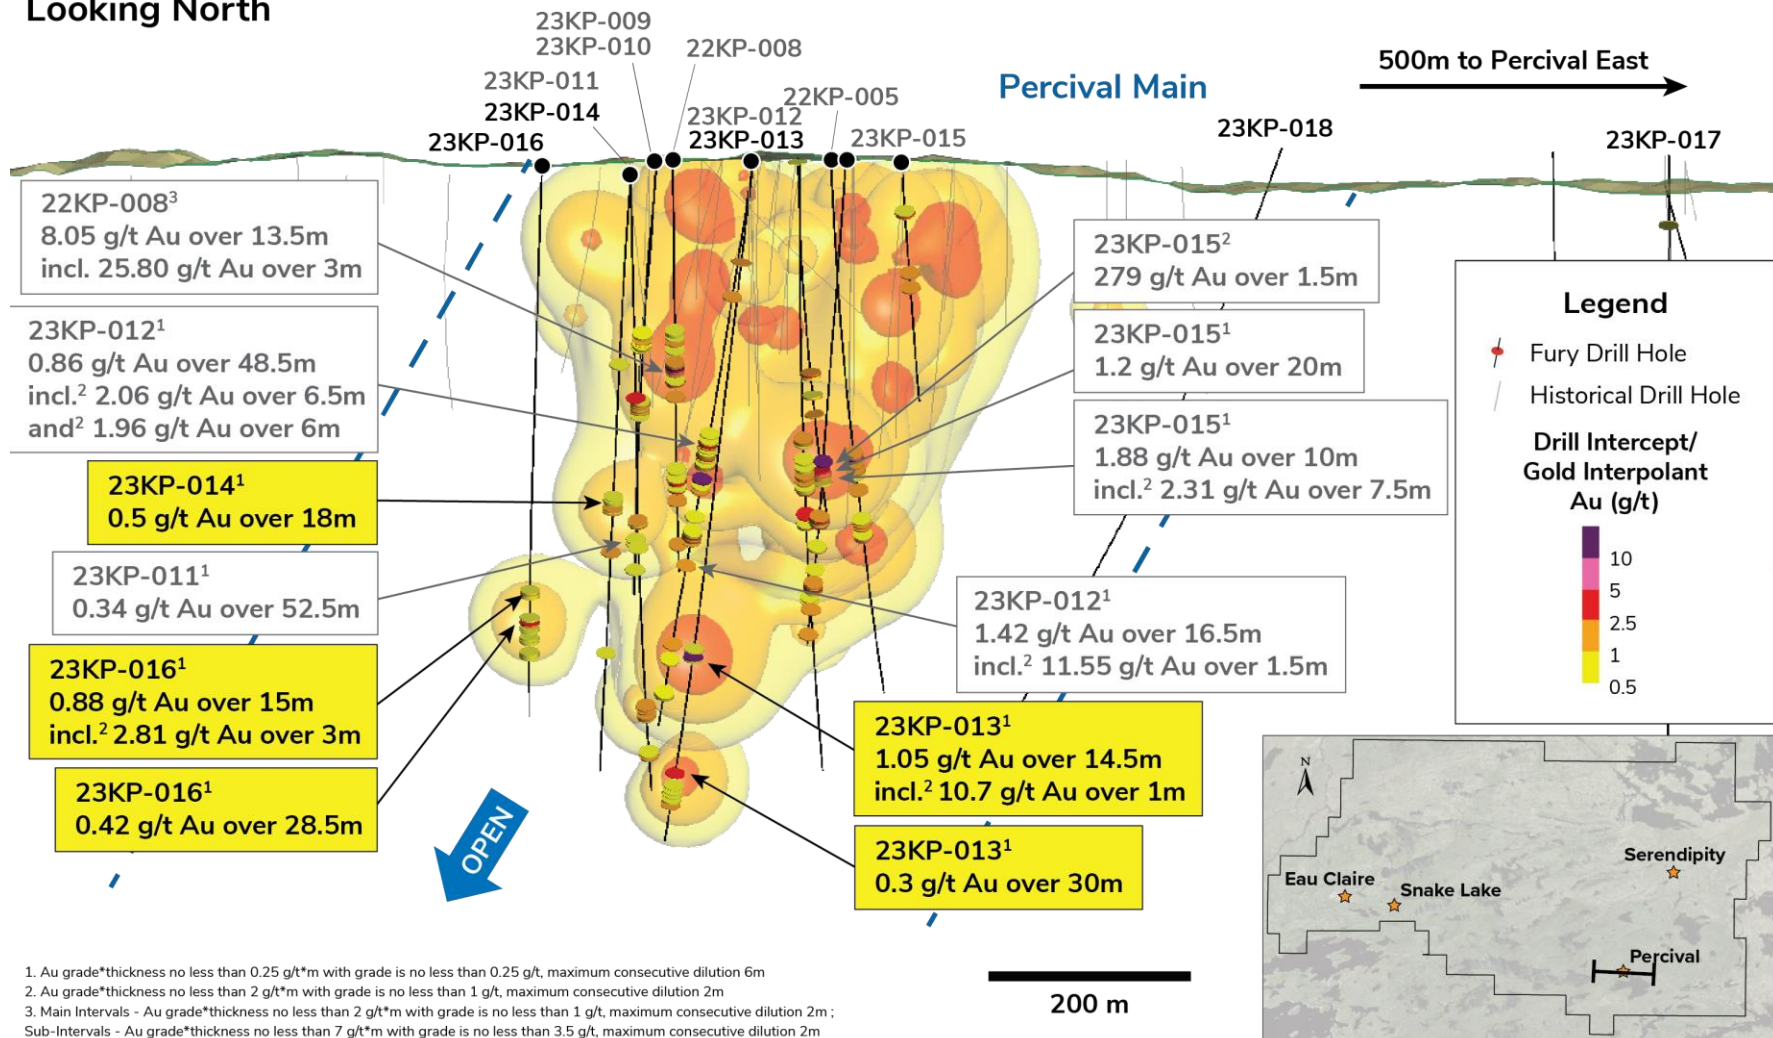 Looking North
23KP-009
23KP-010
22KP-008
23KP-011
23KP-014
23KP-016
23KP-012
23KP-013
22KP-005
23KP-015
Percival Main
500m to Percival East
23KP-018
23KP-017
22KP-008³
8.05 g/t Au over 13.5m
incl. 25.80 g/t Au over 3m
23KP-012¹
0.86 g/t Au over 48.5m
incl.² 2.06 g/t Au over 6.5m
and² 1.96 g/t Au over 6m
23KP-014¹
0.5 g/t Au over 18m
23KP-011¹
0.34 g/t Au over 52.5m
23KP-016¹
0.88 g/t Au over 15m
incl.² 2.81 g/t Au over 3m
23KP-016¹
0.42 g/t Au over 28.5m
23KP-015²
279 g/t Au over 1.5m
23KP-015¹
1.2 g/t Au over 20m
23KP-015¹
1.88 g/t Au over 10m
incl.² 2.31 g/t Au over 7.5m
23KP-012¹
1.42 g/t Au over 16.5m
incl.² 11.55 g/t Au over 1.5m
23KP-013¹
1.05 g/t Au over 14.5m
incl.² 10.7 g/t Au over 1m
23KP-013¹
0.3 g/t Au over 30m
OPEN
Legend
Fury Drill Hole
Historical Drill Hole
Drill Intercept/
Gold Interpolant
Au (g/t)
10
5
2.5
1
0.5
N
Serendipity
Eau Claire
Snake Lake
Percival
200 m
1. Au grade*thickness no less than 0.25 g/t*m with grade is no less than 0.25 g/t, maximum consecutive dilution 6m
2. Au grade*thickness no less than 2 g/t*m with grade is no less than 1 g/t, maximum consecutive dilution 2m
3. Main Intervals - Au grade*thickness no less than 2 g/t*m with grade is no less than 1 g/t, maximum consecutive dilution 2m ;
Sub-Intervals - Au grade*thickness no less than 7 g/t*m with grade is no less than 3.5 g/t, maximum consecutive dilution 2m